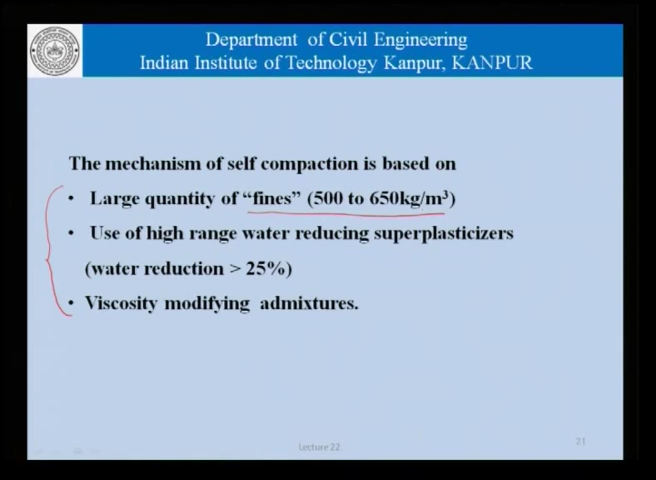 Department of Civil Engineering
Indian Institute of Technology Kanpur, KANPUR
The mechanism of self compaction is based on
• Large quantity of “fines” (500 to 650kg/m³)
• Use of high range water reducing superplasticizers
(water reduction > 25%)
• Viscosity modifying admixtures.
Lecture 22
21